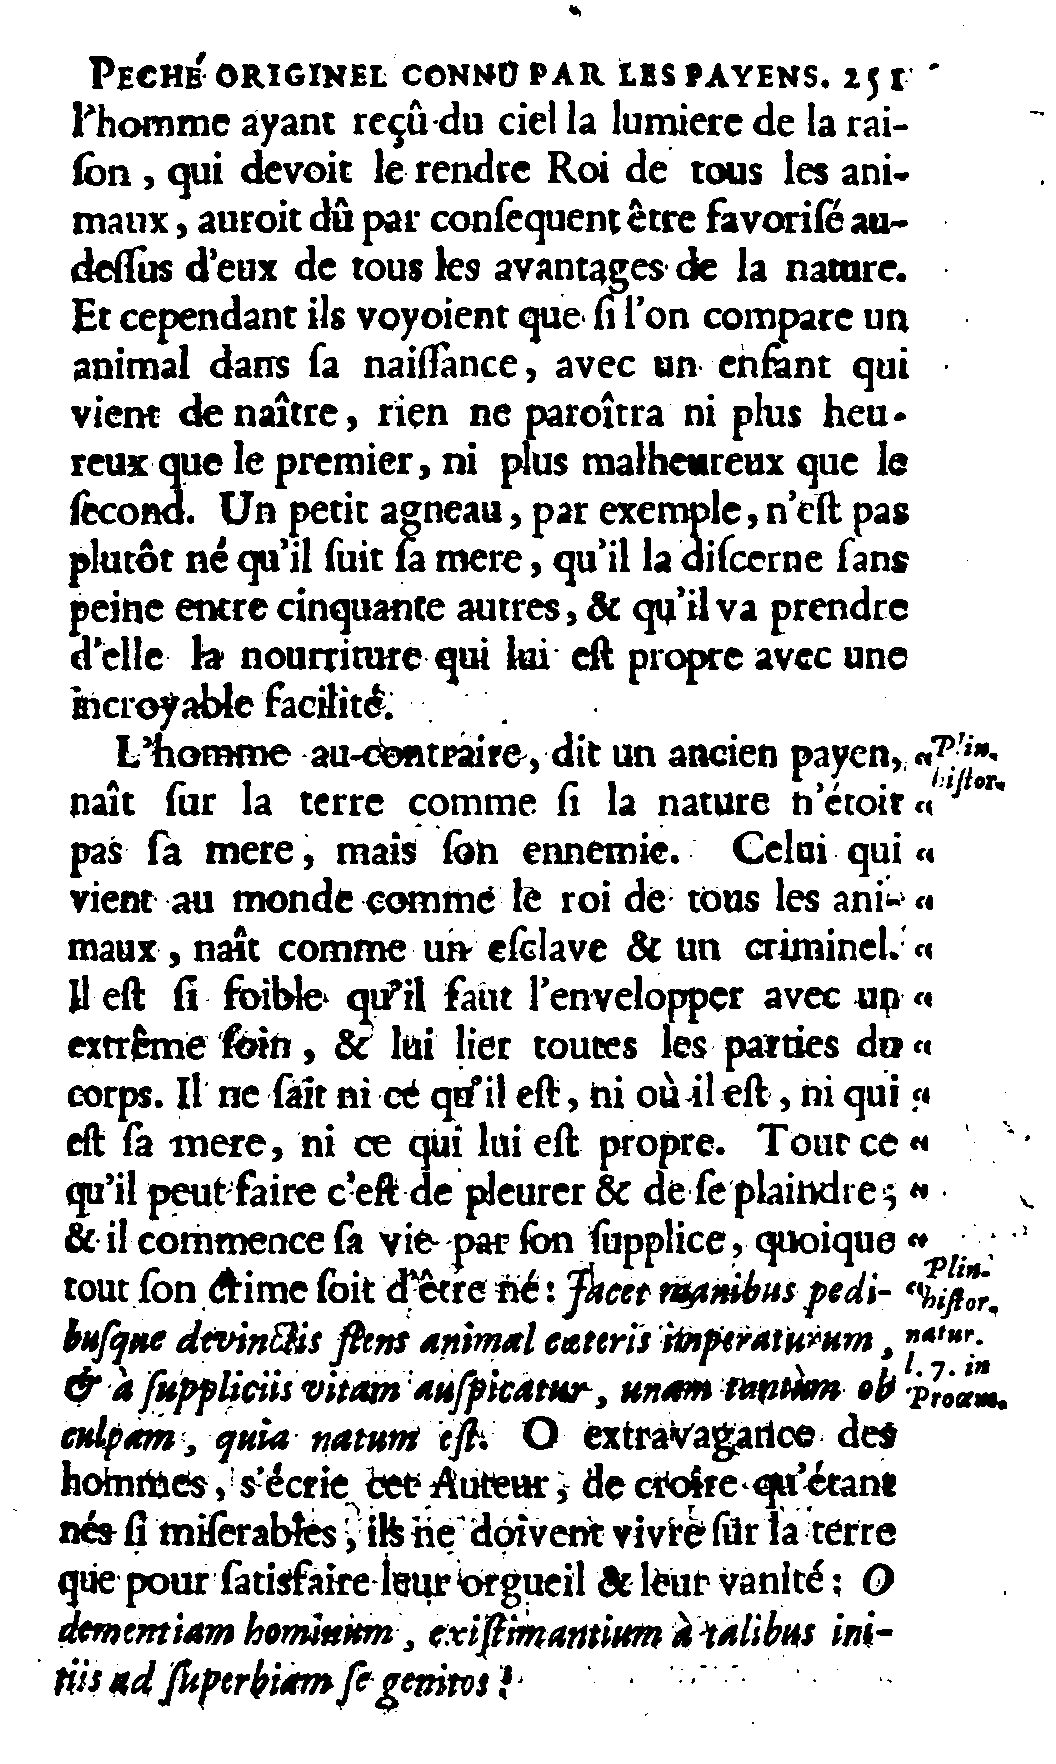 PECHÉ ORIGINEL CONNU PAR LES PAYENS. 251
l'homme ayant reçû du ciel la lumiere de la rai-
ſon, qui devoit le rendre Roi de tous les ani-
maux, auroit dû par conſequent être favoriſé au-
deſſus d'eux de tous les avantages de la nature.
Et cependant ils voyoient que ſi l'on compare un
animal dans ſa naiſſance, avec un enfant qui
vient de naître, rien ne paroîtra ni plus heu-
reux que le premier, ni plus malheureux que le
ſecond. Un petit agneau, par exemple, n'eſt pas
plutôt né qu'il ſuit ſa mere, qu'il la diſcerne ſans
peine entre cinquante autres, & qu'il va prendre
d'elle la nourriture qui lui eſt propre avec une
incroyable facilité.
L'homme au-contraire, dit un ancien payen, « Plin.
hiſtor.
naît ſur la terre comme ſi la nature n'étoit «
pas ſa mere, mais ſon ennemie. Celui qui «
vient au monde comme le roi de tous les ani- «
maux, naît comme un eſclave & un criminel. «
Il eſt ſi foible qu'il faut l'envelopper avec un «
extrême ſoin, & lui lier toutes les parties du «
corps. Il ne ſait ni ce qu'il eſt, ni où il eſt, ni qui «
eſt ſa mere, ni ce qui lui eſt propre. Tout ce «
qu'il peut faire c'eſt de pleurer & de ſe plaindre; «
& il commence ſa vie par ſon ſupplice, quoique «
tout ſon crime ſoit d'être né: Jacet manibus pedi- «
Plin.
hiſtor.
natur.
l. 7. in
Proœm.
buſque devinctis flens animal cæteris imperaturum,
& à ſuppliciis vitam auſpicatur, unam tantùm ob
culpam, quia natum eſt. O extravagance des
hommes, s'écrie cet Auteur, de croire qu'étant
nés ſi miſerables, ils ne doivent vivre ſur la terre
que pour ſatisfaire leur orgueil & leur vanité: O
dementiam hominum, exiſtimantium à talibus ini-
tiis ad ſuperbiam ſe genitos!